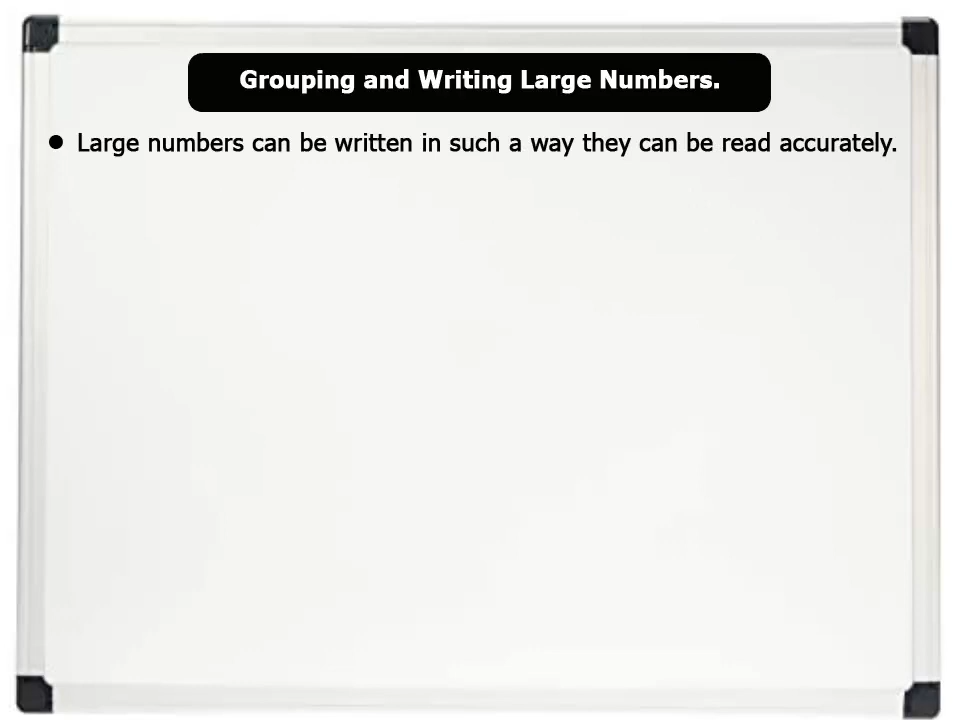 Grouping and Writing Large Numbers.
● Large numbers can be written in such a way they can be read accurately.